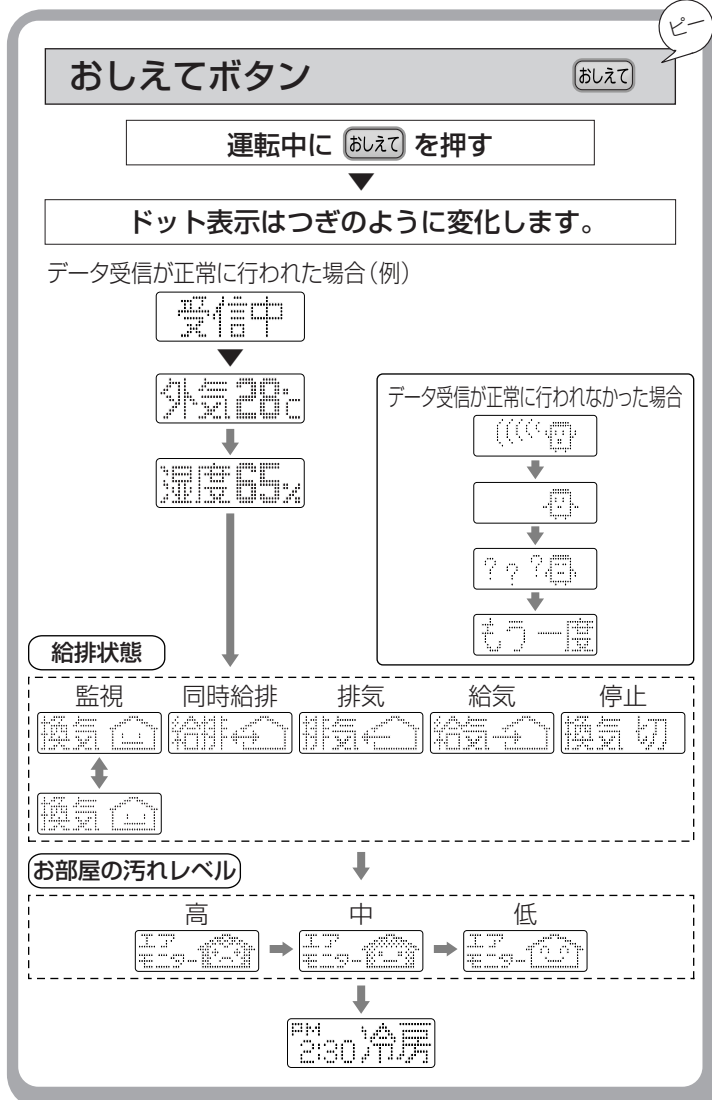 ピー
おしえてボタン おしえて
運転中に おしえて を押す
ドット表示はつぎのように変化します。
データ受信が正常に行われた場合（例）
受信中
外気28℃
湿度65%
データ受信が正常に行われなかった場合
? ? ?
もう一度
給排状態
監視 同時給排 排気 給気 停止
換気 給排 排気 給気 換気 切
換気
お部屋の汚れレベル
高 中 低
エア エア エア
モニター モニター モニター
PM
2:30 冷房